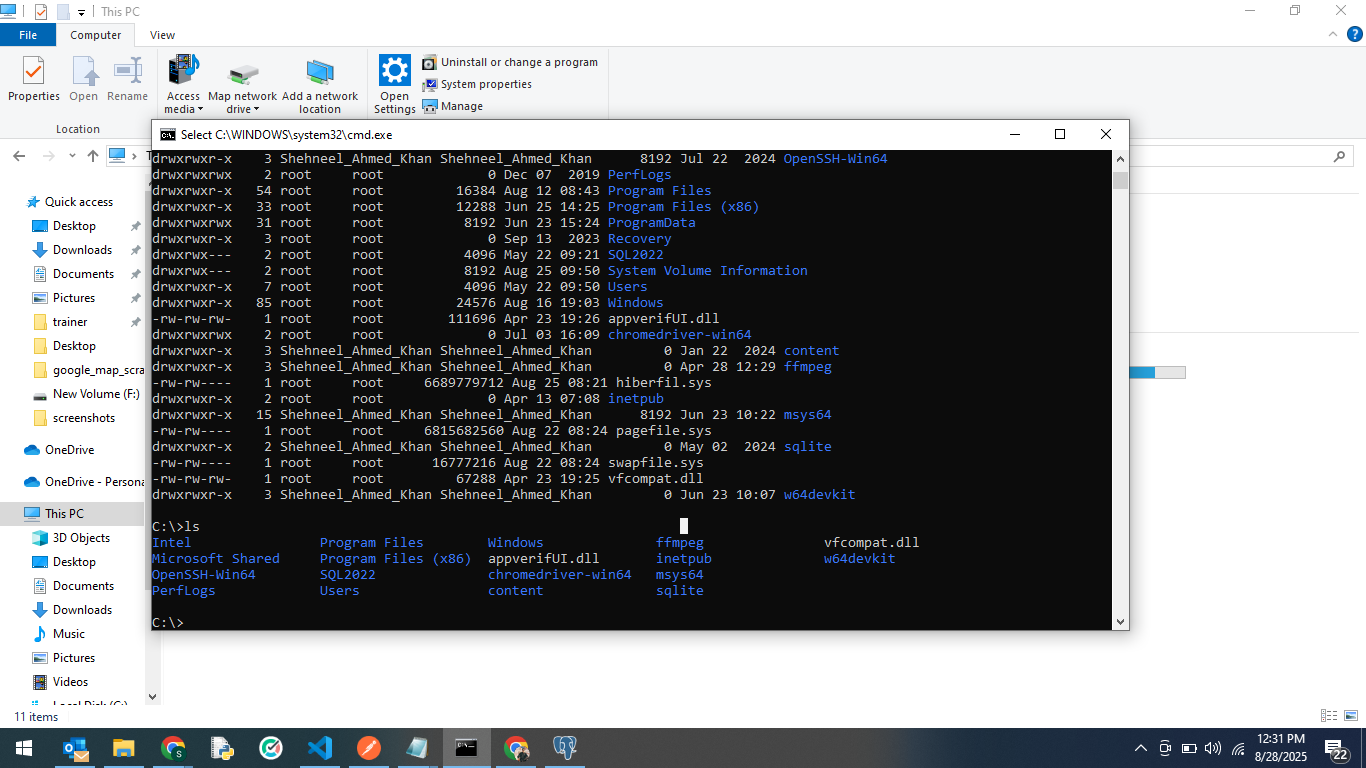 This PC
File Computer View
Properties Open Rename Access media Map network drive Add a network location Open Settings Uninstall or change a program
System properties
Manage
Location
Select C:\WINDOWS\system32\cmd.exe
Quick access
Desktop
Downloads
Documents
Pictures
trainer
Desktop
google_map_scra
New Volume (F:)
screenshots
OneDrive
OneDrive - Persona
This PC
3D Objects
Desktop
Documents
Downloads
Music
Pictures
Videos
Local Disk (C:)
drwxrwxr-x 3 Shehneel_Ahmed_Khan Shehneel_Ahmed_Khan 8192 Jul 22 2024 OpenSSH-Win64
drwxrwxrwx 2 root root 0 Dec 07 2019 PerfLogs
drwxrwxr-x 54 root root 16384 Aug 12 08:43 Program Files
drwxrwxr-x 33 root root 12288 Jun 25 14:25 Program Files (x86)
drwxrwxrwx 31 root root 8192 Jun 23 15:24 ProgramData
drwxrwxr-x 3 root root 0 Sep 13 2023 Recovery
drwxrwx--- 2 root root 4096 May 22 09:21 SQL2022
drwxrwx--- 2 root root 8192 Aug 25 09:50 System Volume Information
drwxrwxr-x 7 root root 4096 May 22 09:50 Users
drwxrwxr-x 85 root root 24576 Aug 16 19:03 Windows
-rw-rw-rw- 1 root root 111696 Apr 23 19:26 appverifUI.dll
drwxrwxrwx 2 root root 0 Jul 03 16:09 chromedriver-win64
drwxrwxr-x 3 Shehneel_Ahmed_Khan Shehneel_Ahmed_Khan 0 Jan 22 2024 content
drwxrwxr-x 3 Shehneel_Ahmed_Khan Shehneel_Ahmed_Khan 0 Apr 28 12:29 ffmpeg
-rw-rw---- 1 root root 6689779712 Aug 25 08:21 hiberfil.sys
drwxrwxr-x 2 root root 0 Apr 13 07:08 inetpub
drwxrwxr-x 15 Shehneel_Ahmed_Khan Shehneel_Ahmed_Khan 8192 Jun 23 10:22 msys64
-rw-rw---- 1 root root 6815682560 Aug 22 08:24 pagefile.sys
drwxrwxr-x 2 Shehneel_Ahmed_Khan Shehneel_Ahmed_Khan 0 May 02 2024 sqlite
-rw-rw---- 1 root root 16777216 Aug 22 08:24 swapfile.sys
-rw-rw-rw- 1 root root 67288 Apr 23 19:25 vfcompat.dll
drwxrwxr-x 3 Shehneel_Ahmed_Khan Shehneel_Ahmed_Khan 0 Jun 23 10:07 w64devkit
C:\>ls
Intel Program Files Windows ffmpeg vfcompat.dll
Microsoft Shared Program Files (x86) appverifUI.dll inetpub w64devkit
OpenSSH-Win64 SQL2022 chromedriver-win64 msys64
PerfLogs Users content sqlite
C:\>
11 items
12:31 PM
8/28/2025
22